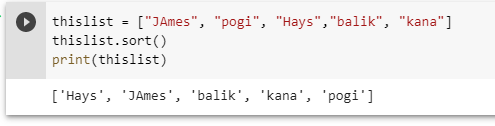 thislist = ["JAmes", "pogi", "Hays","balik", "kana"]
thislist.sort()
print(thislist)
['Hays', 'JAmes', 'balik', 'kana', 'pogi']